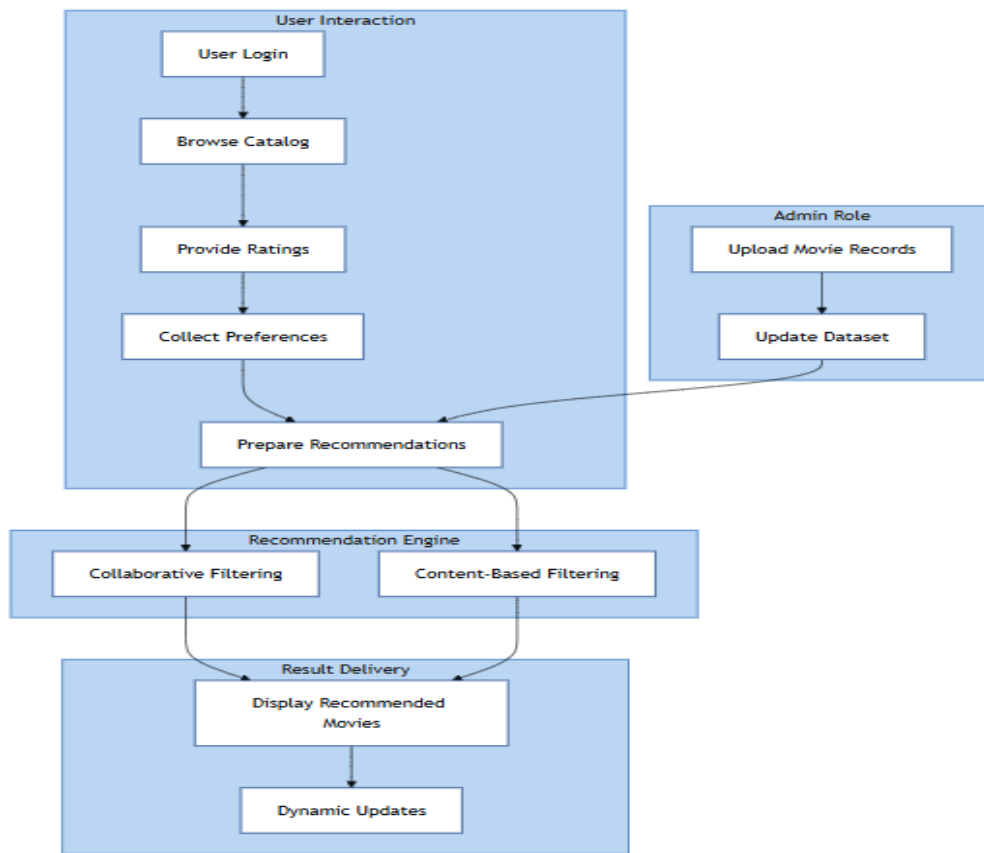 User Interaction
User Login
Browse Catalog
Provide Ratings
Collect Preferences
Prepare Recommendations
Admin Role
Upload Movie Records
Update Dataset
Recommendation Engine
Collaborative Filtering
Content-Based Filtering
Result Delivery
Display Recommended
Movies
Dynamic Updates